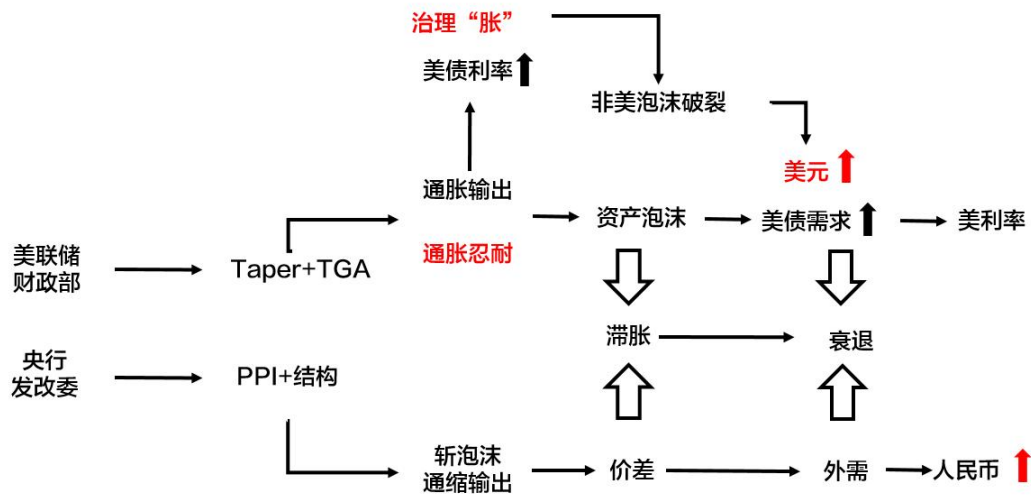 治理“胀”
美债利率
非美泡沫破裂
美元
通胀输出
资产泡沫
美债需求
美利率
通胀忍耐
美联储
财政部
Taper+TGA
滞胀
衰退
央行
发改委
PPI+结构
斩泡沫
通缩输出
价差
外需
人民币